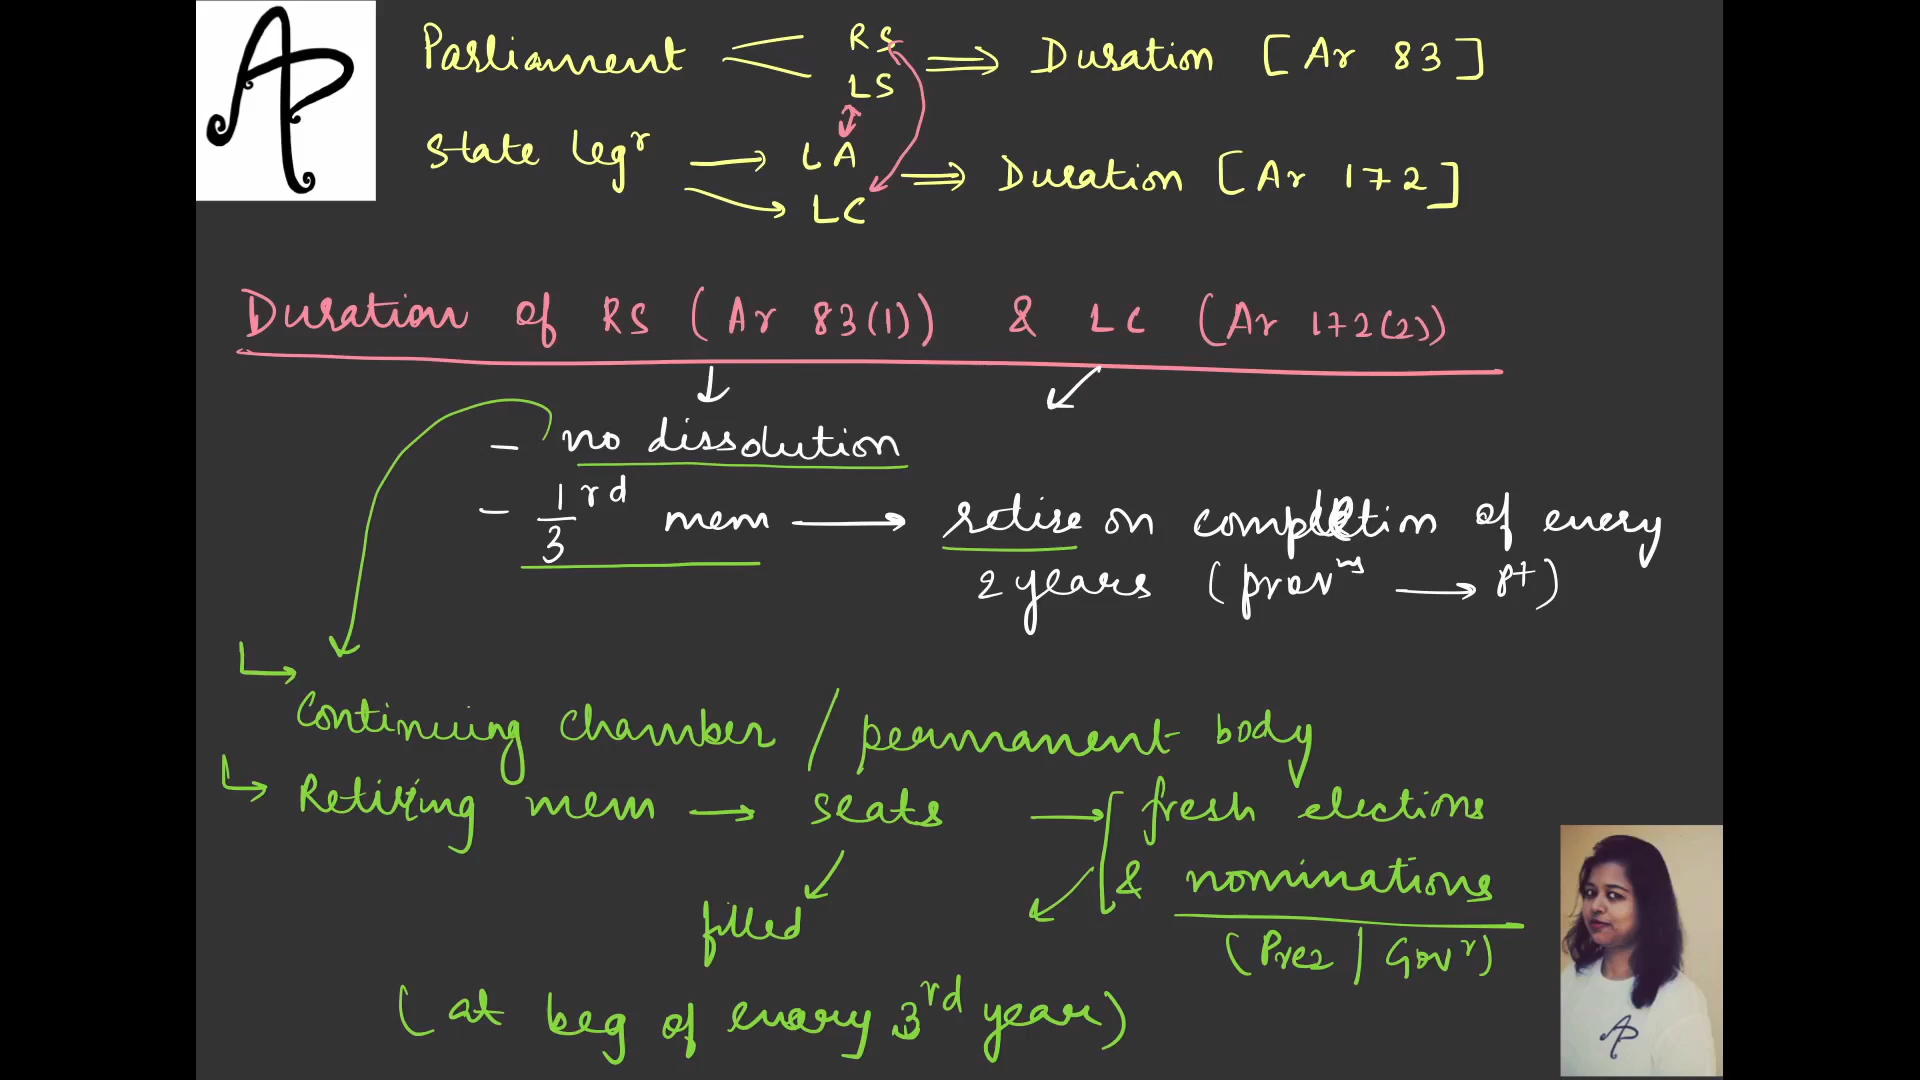 AP
Parliament RS LS ⇒ Duration [Ar 83]
State legr → LA LC ⇒ Duration [Ar 172]
Duration of RS (Ar 83(1)) & LC (Ar 172(2))
- no dissolution
- 1/3rd mem → retire on completion of every
2 years (provns → pt)
Continuing chamber / permanent body
Retiring mem → seats → fresh elections
& nominations
filled
(Prez | Govr)
(at beg of every 3rd year)
AP